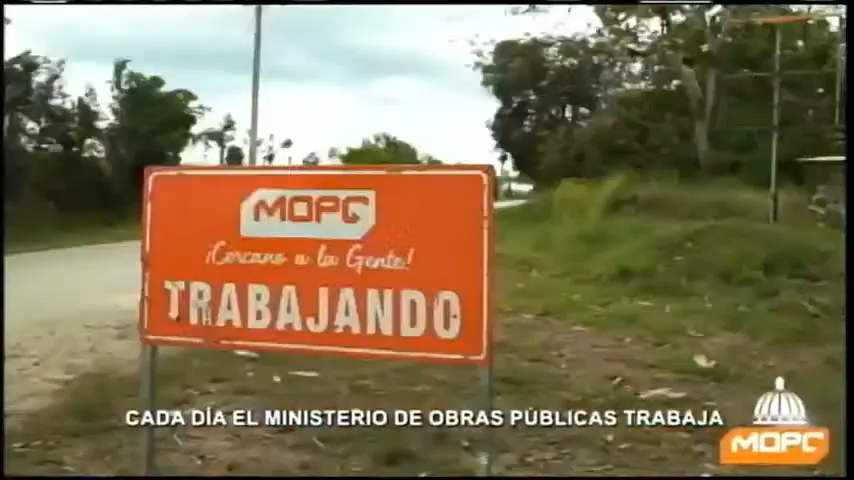 MOPC
¡Cercano a la Gente!
TRABAJANDO
CADA DÍA EL MINISTERIO DE OBRAS PÚBLICAS TRABAJA
MOPC